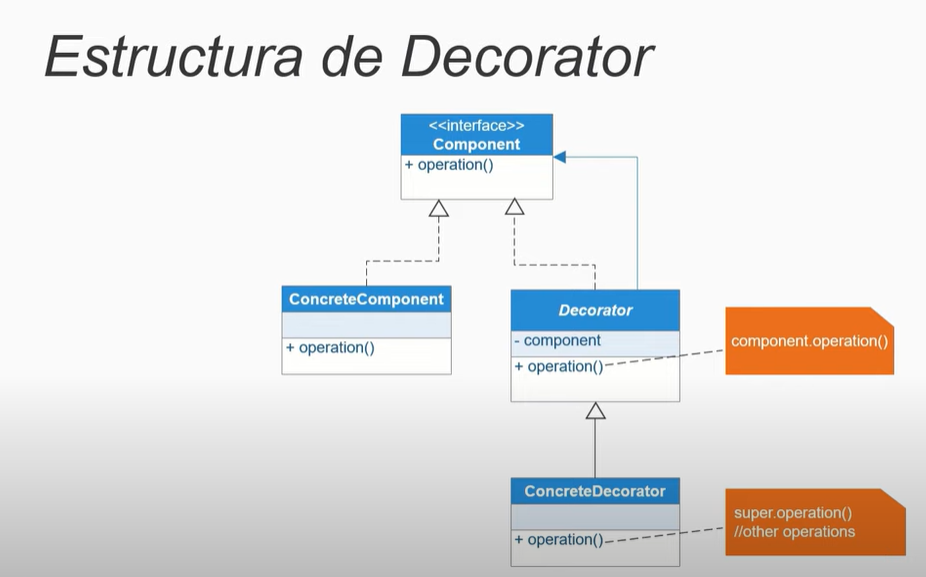 Estructura de Decorator
<<interface>>
Component
+ operation()
ConcreteComponent
+ operation()
Decorator
- component
+ operation()
component.operation()
ConcreteDecorator
+ operation()
super.operation()
//other operations